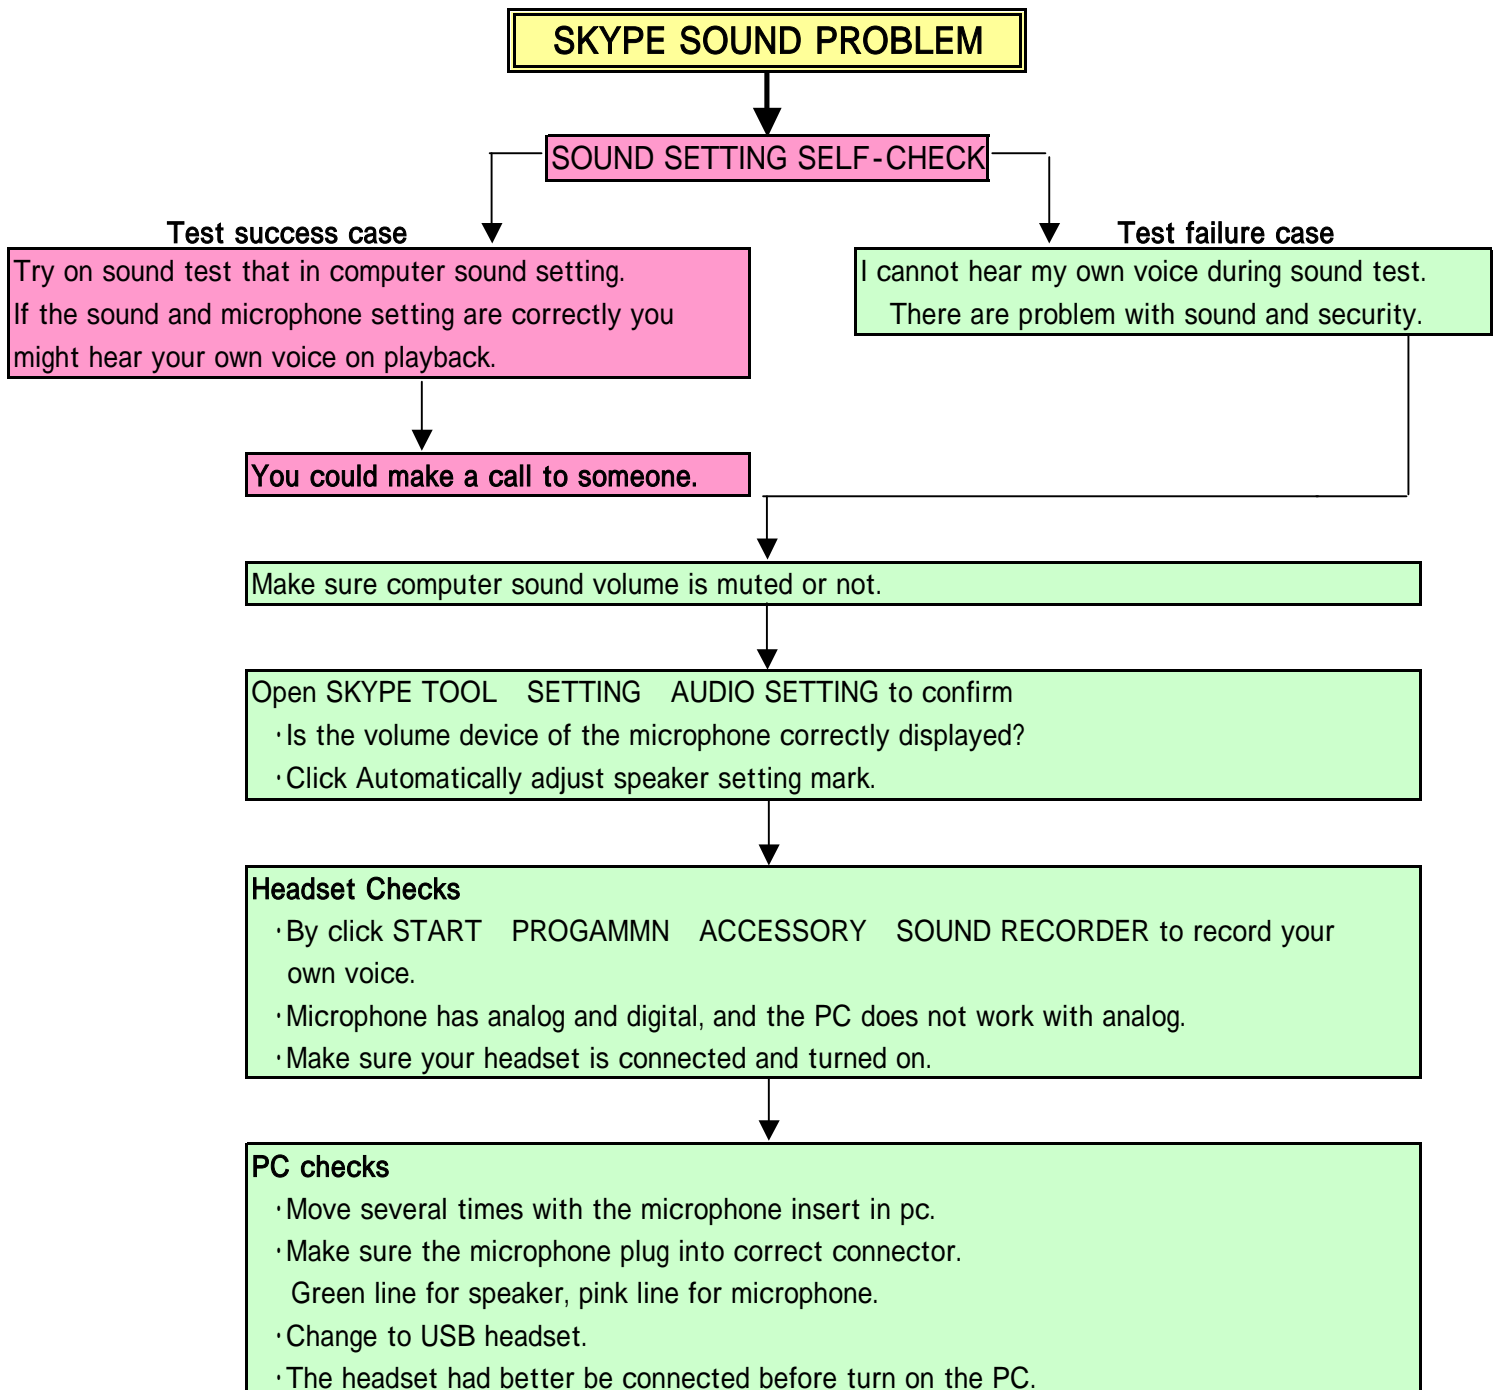 SKYPE SOUND PROBLEM
SOUND SETTING SELF-CHECK
Test success case
Try on sound test that in computer sound setting.
If the sound and microphone setting are correctly you
might hear your own voice on playback.
Test failure case
I cannot hear my own voice during sound test.
There are problem with sound and security.
You could make a call to someone.
Make sure computer sound volume is muted or not.
Open SKYPE TOOL SETTING AUDIO SETTING to confirm
・Is the volume device of the microphone correctly displayed?
・Click Automatically adjust speaker setting mark.
Headset Checks
・By click START PROGAMMN ACCESSORY SOUND RECORDER to record your
own voice.
・Microphone has analog and digital, and the PC does not work with analog.
・Make sure your headset is connected and turned on.
PC checks
・Move several times with the microphone insert in pc.
・Make sure the microphone plug into correct connector.
Green line for speaker, pink line for microphone.
・Change to USB headset.
・The headset had better be connected before turn on the PC.